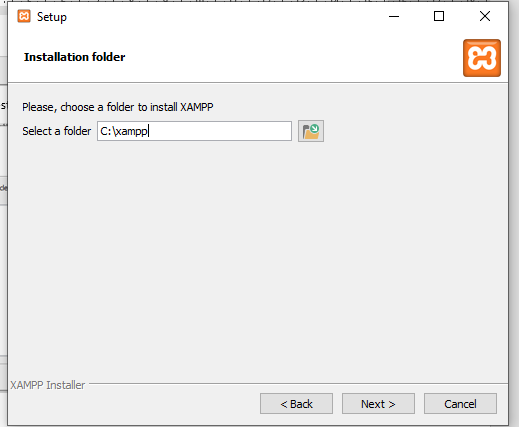 Setup
Installation folder
Please, choose a folder to install XAMPP
Select a folder C:\xampp
XAMPP Installer
< Back Next > Cancel